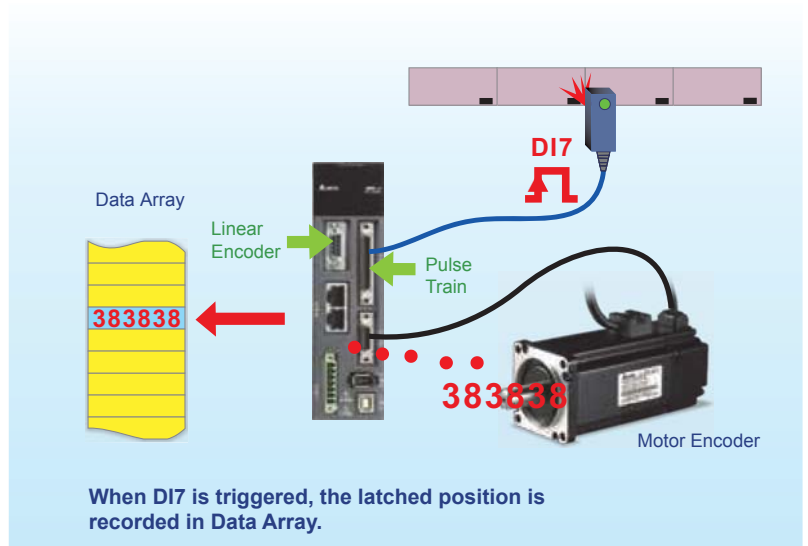 DI7
Data Array
Linear
Encoder
Pulse
Train
383838
383838
Motor Encoder
When DI7 is triggered, the latched position is
recorded in Data Array.